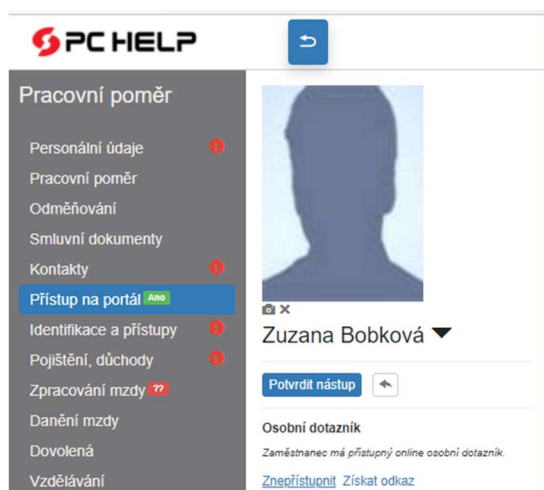 PC HELP
Pracovní poměr
Personální údaje
Pracovní poměr
Odměňování
Smluvní dokumenty
Kontakty
Přístup na portál Ano
Identifikace a přístupy
Pojištění, důchody
Zpracování mzdy ??
Danění mzdy
Dovolená
Vzdělávání
Zuzana Bobková
Potvrdit nástup
Osobní dotazník
Zaměstnanec má přístupný online osobní dotazník.
Znepřístupnit Získat odkaz